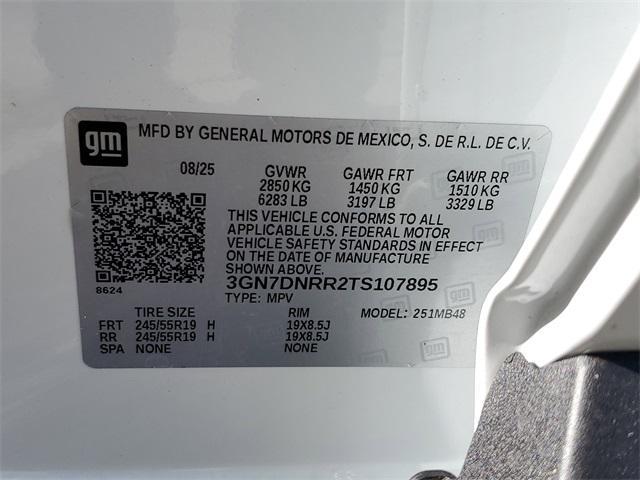 gm
MFD BY GENERAL MOTORS DE MEXICO, S. DE R.L. DE C.V.
08/25 GVWR GAWR FRT GAWR RR
2850 KG 1450 KG 1510 KG
6283 LB 3197 LB 3329 LB
THIS VEHICLE CONFORMS TO ALL
APPLICABLE U.S. FEDERAL MOTOR
VEHICLE SAFETY STANDARDS IN EFFECT
ON THE DATE OF MANUFACTURE
SHOWN ABOVE.
8624
3GN7DNRR2TS107895
TYPE: MPV MODEL: 251MB48
TIRE SIZE RIM
FRT 245/55R19 H 19X8.5J
RR 245/55R19 H 19X8.5J
SPA NONE NONE